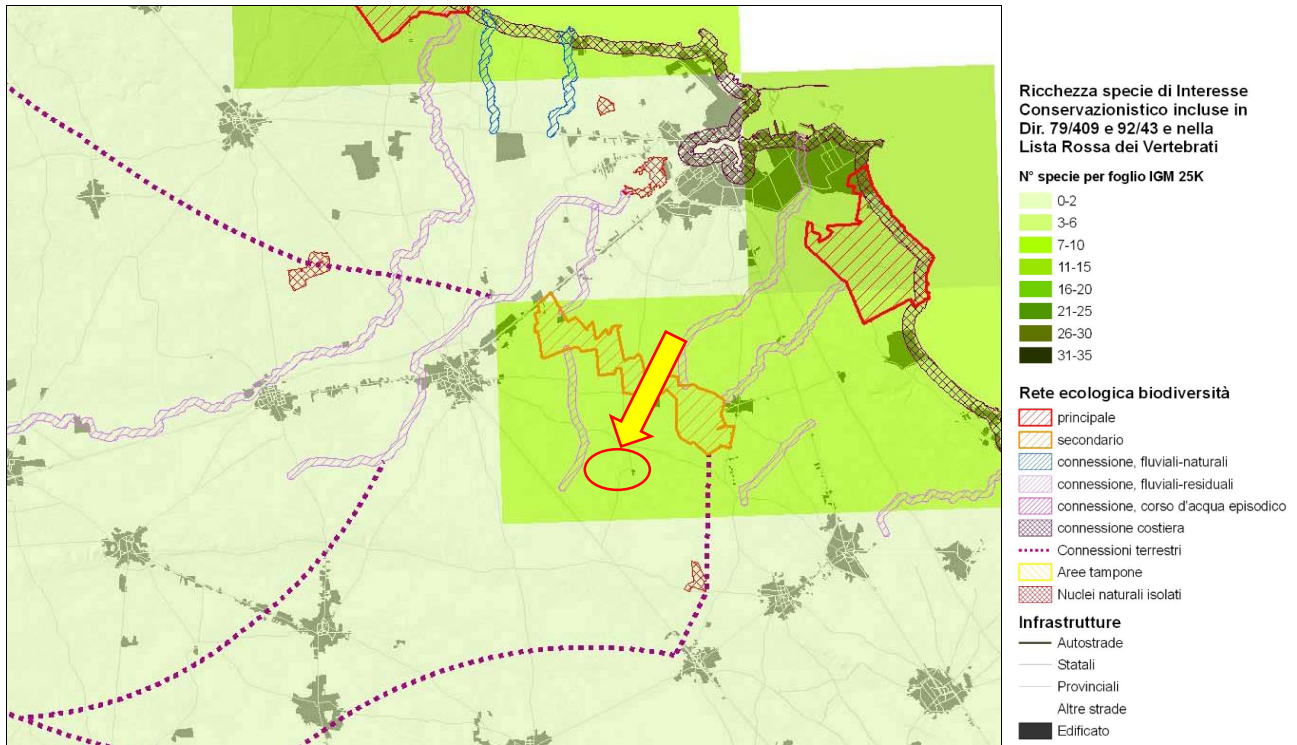 Ricchezza specie di Interesse
Conservazionistico incluse in
Dir. 79/409 e 92/43 e nella
Lista Rossa dei Vertebrati
N° specie per foglio IGM 25K
0-2
3-6
7-10
11-15
16-20
21-25
26-30
31-35
Rete ecologica biodiversità
principale
secondario
connessione, fluviali-naturali
connessione, fluviali-residuali
connessione, corso d'acqua episodico
connessione costiera
Connessioni terrestri
Aree tampone
Nuclei naturali isolati
Infrastrutture
Autostrade
Statali
Provinciali
Altre strade
Edificato